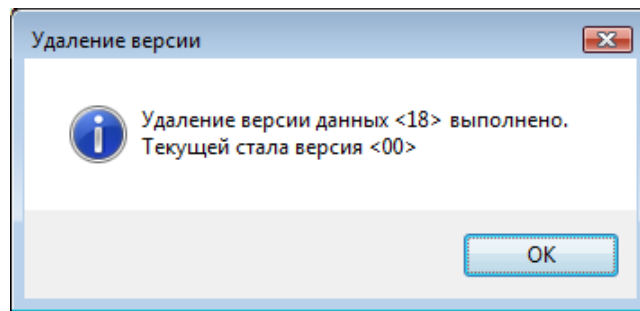 Удаление версии
Удаление версии данных <18> выполнено.
Текущей стала версия <00>
OK